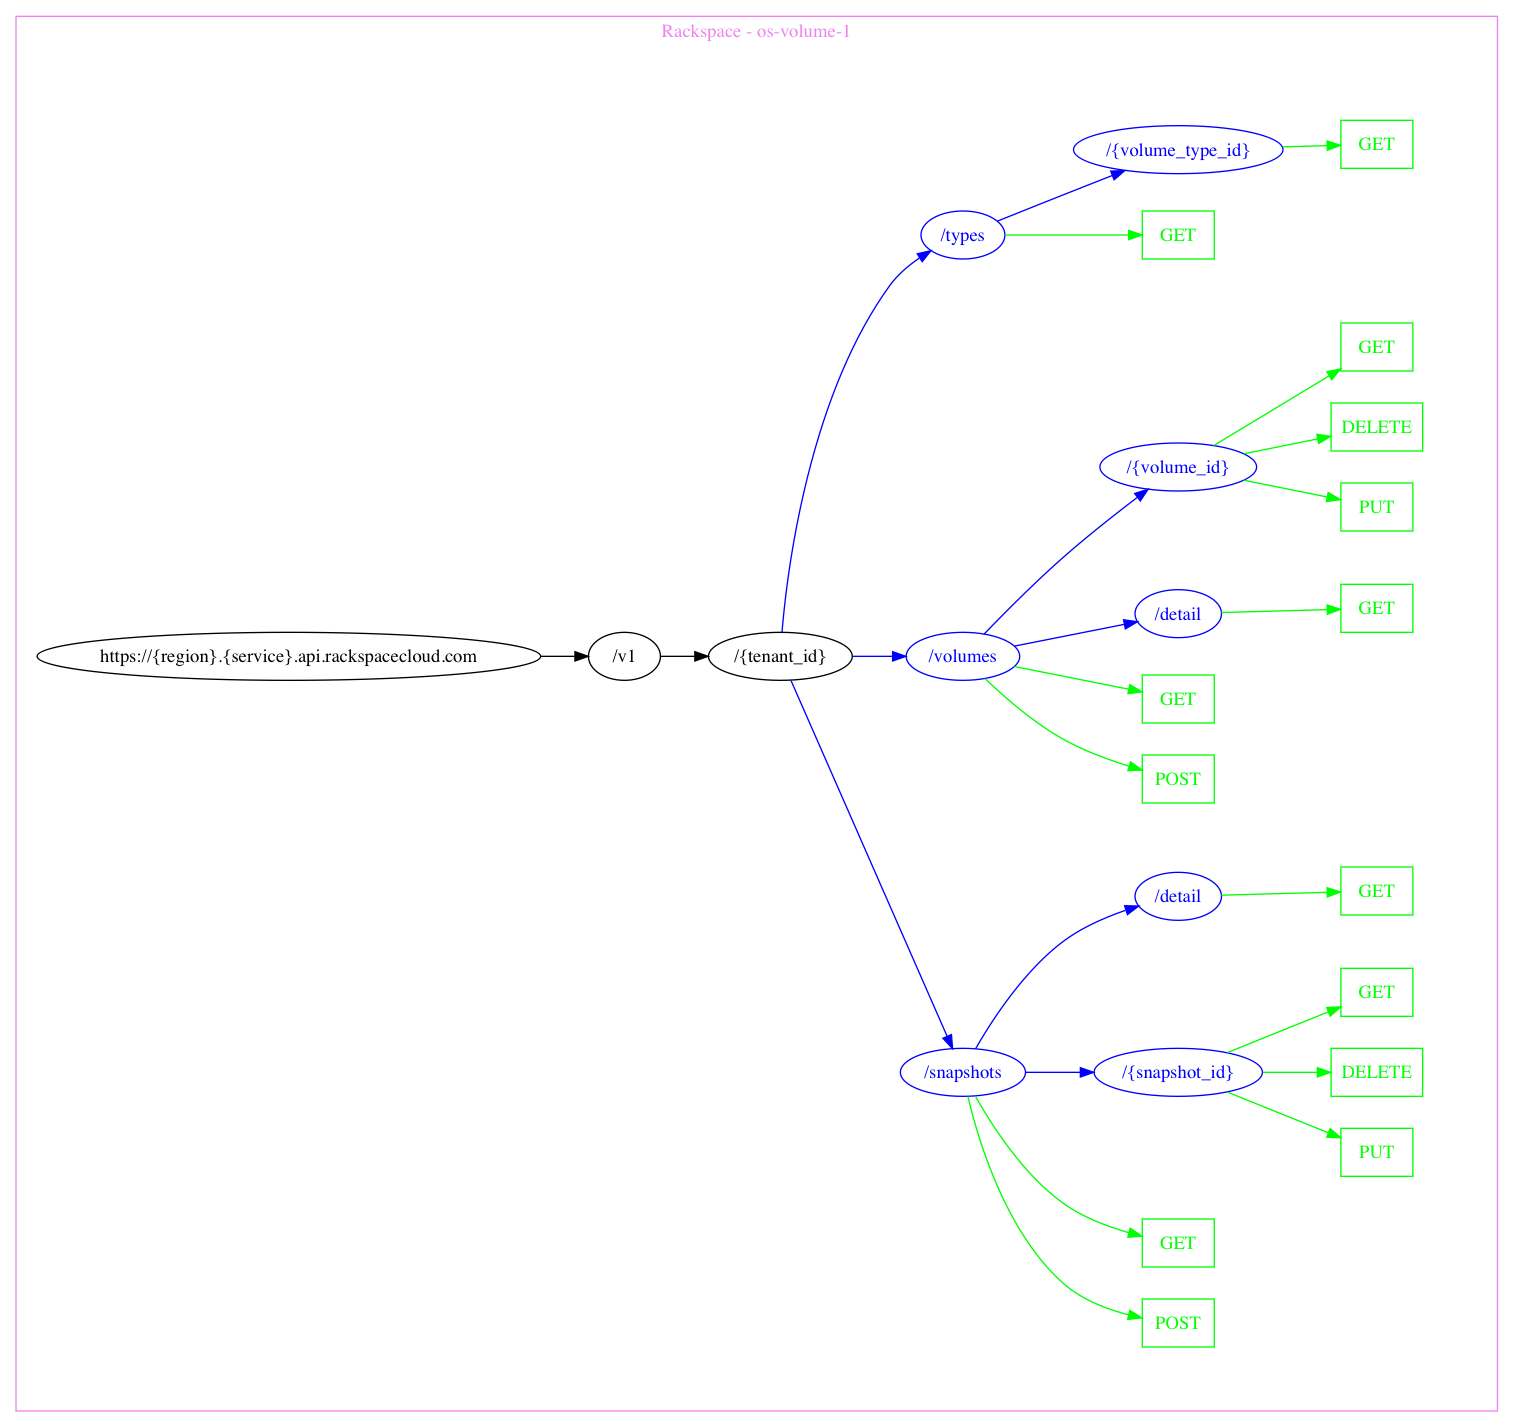 Rackspace - os-volume-1
/{volume_type_id}
GET
/types
GET
GET
DELETE
/{volume_id}
PUT
/detail
GET
https://{region}.{service}.api.rackspacecloud.com
/v1
/{tenant_id}
/volumes
GET
POST
/detail
GET
GET
/snapshots
/{snapshot_id}
DELETE
PUT
GET
POST